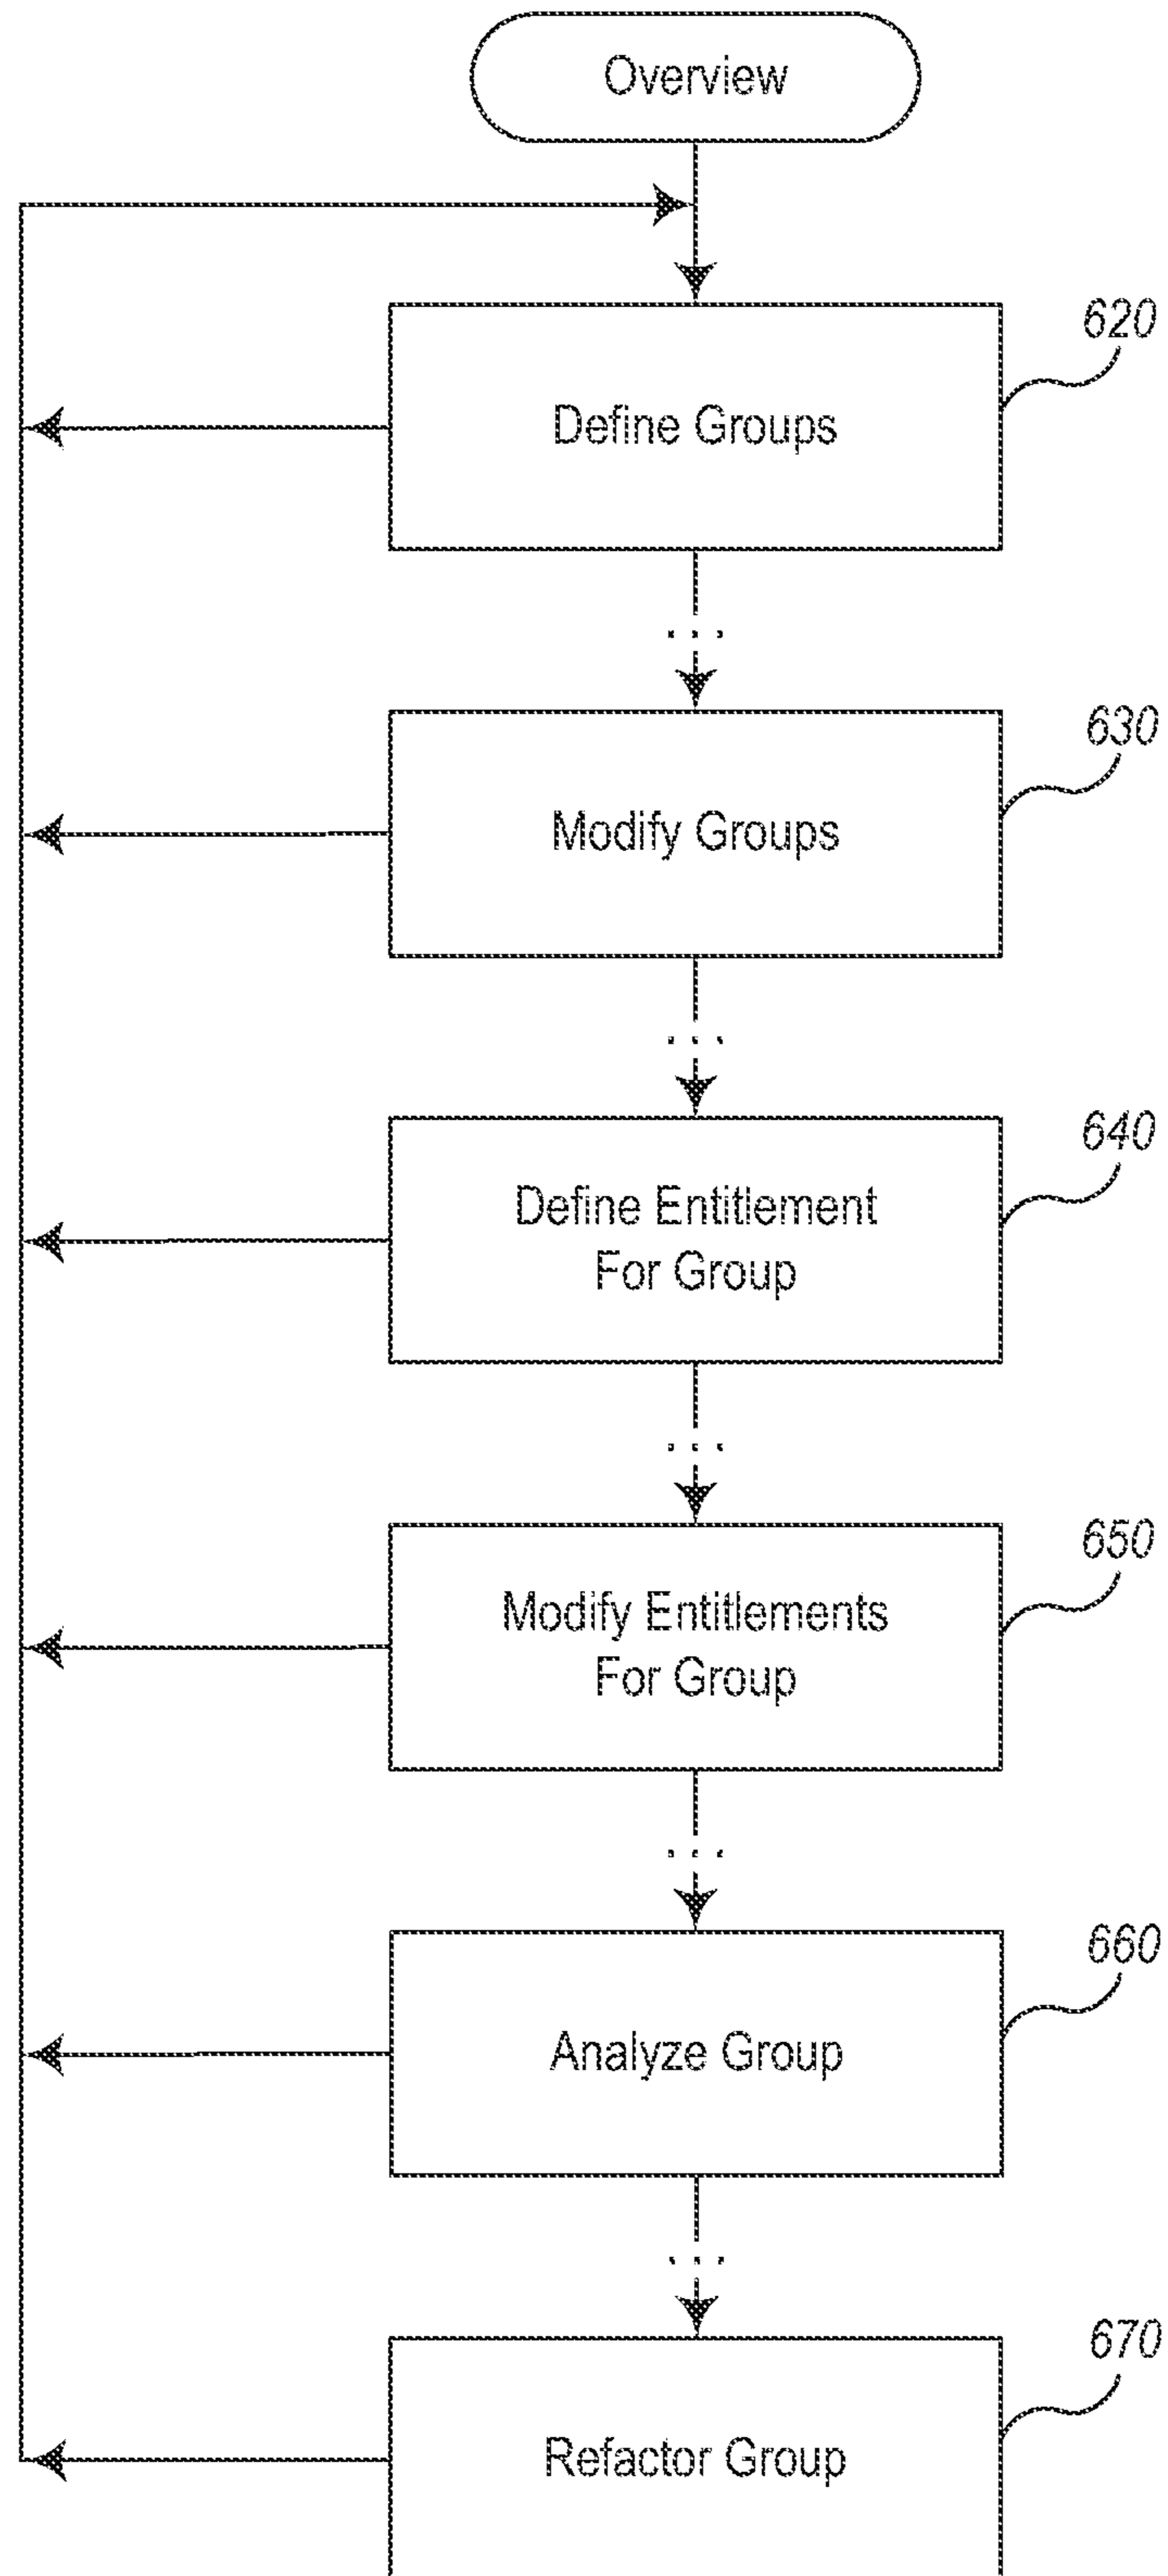 Overview
620
Define Groups
...
630
Modify Groups
...
640
Define Entitlement
For Group
...
650
Modify Entitlements
For Group
...
660
Analyze Group
...
670
Refactor Group